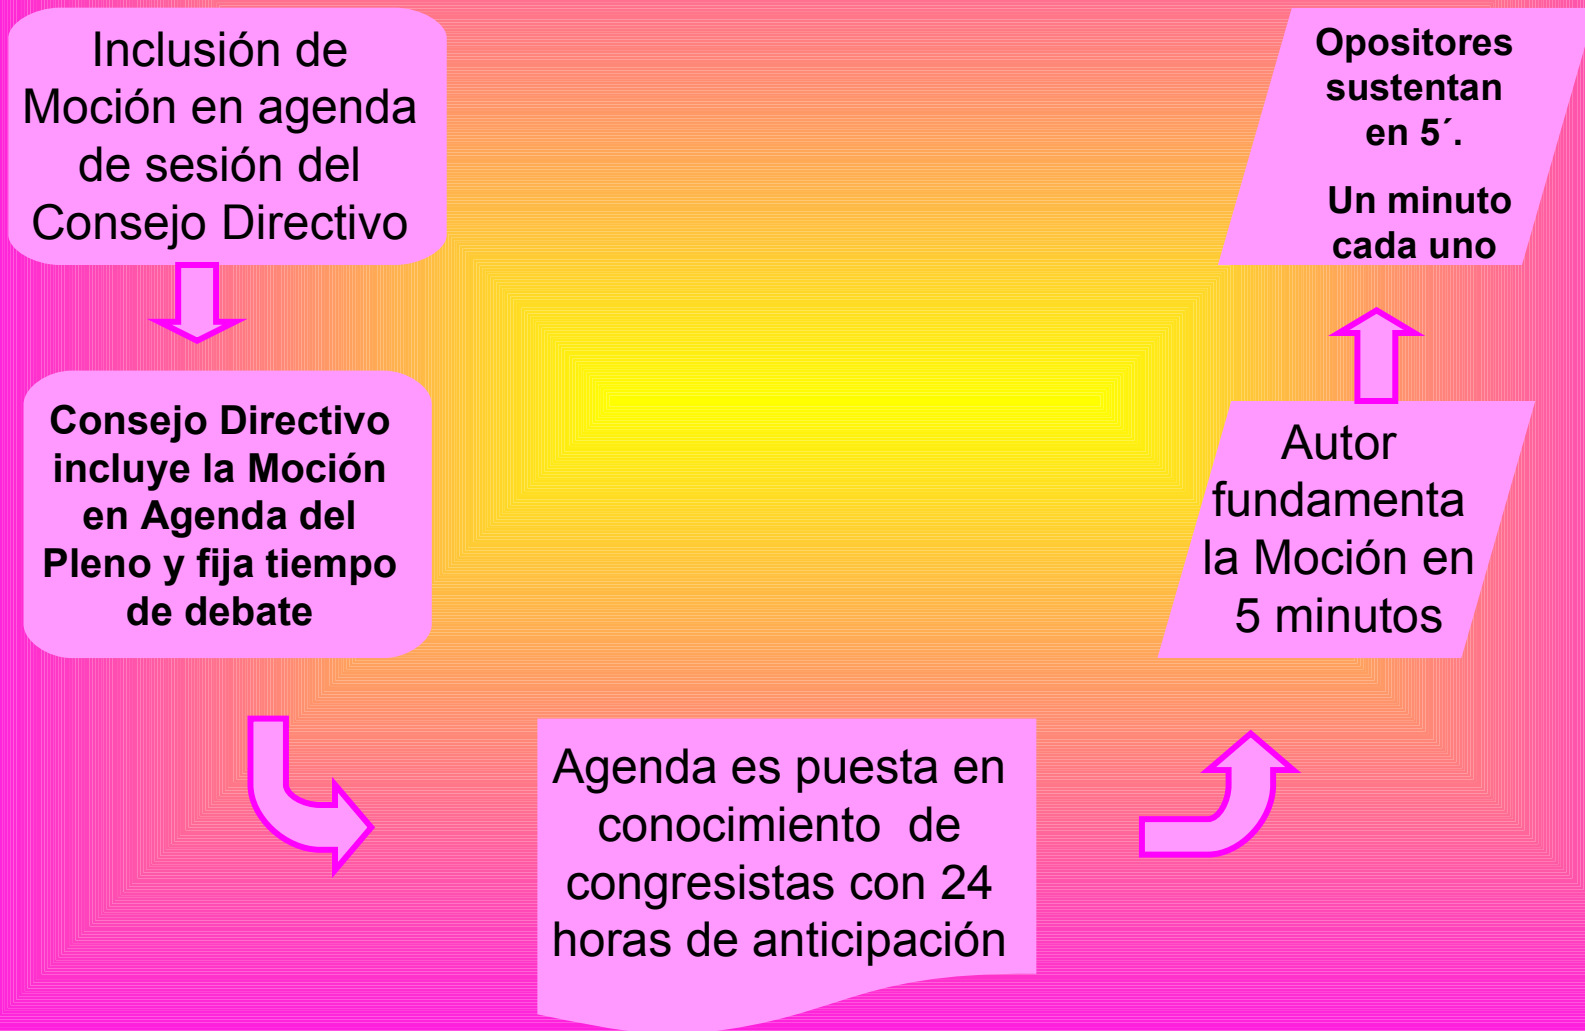 Inclusión de
Moción en agenda
de sesión del
Consejo Directivo
Consejo Directivo
incluye la Moción
en Agenda del
Pleno y fija tiempo
de debate
Agenda es puesta en
conocimiento  de
congresistas con 24
horas de anticipación
Autor
fundamenta
la Moción en
5 minutos
Opositores
sustentan
en 5´.
Un minuto
cada uno